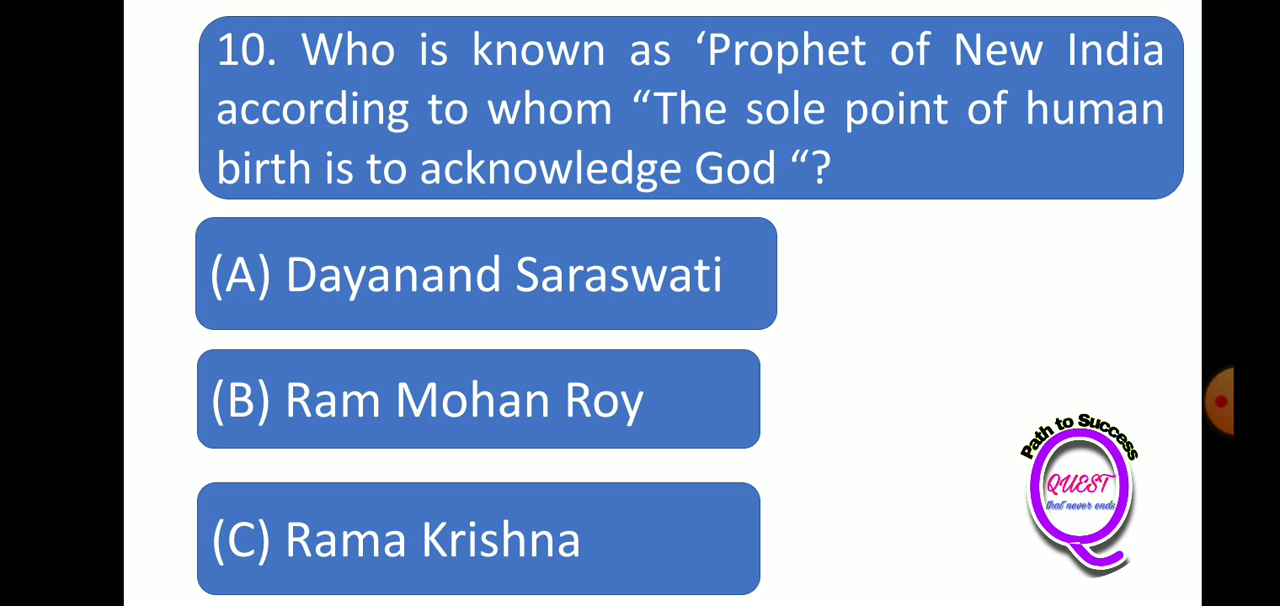 10. Who is known as ‘Prophet of New India
according to whom “The sole point of human
birth is to acknowledge God “?
(A) Dayanand Saraswati
(B) Ram Mohan Roy
(C) Rama Krishna
Path to Success
QUEST
that never ends